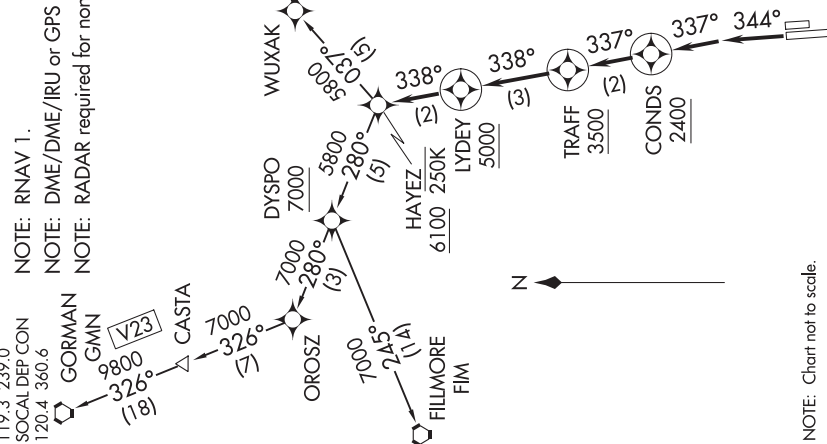 119.3 239.0
SOCAL DEP CON
120.4 360.6
NOTE: RNAV 1.
NOTE: DME/DME/IRU or GPS
NOTE: RADAR required for non
GORMAN
GMN
V23
9800
326°
(18)
CASTA
7000
326°
(7)
OROSZ
7000
280°
(3)
DYSPO
7000
5800
280°
(5)
7000
245°
(14)
FILLMORE
FIM
WUXAK
5800
037°
(5)
HAYEZ
6100 250K
338°
(2)
LYDEY
5000
338°
(3)
TRAFF
3500
337°
(2)
CONDS
2400
337°
344°
N
NOTE: Chart not to scale.